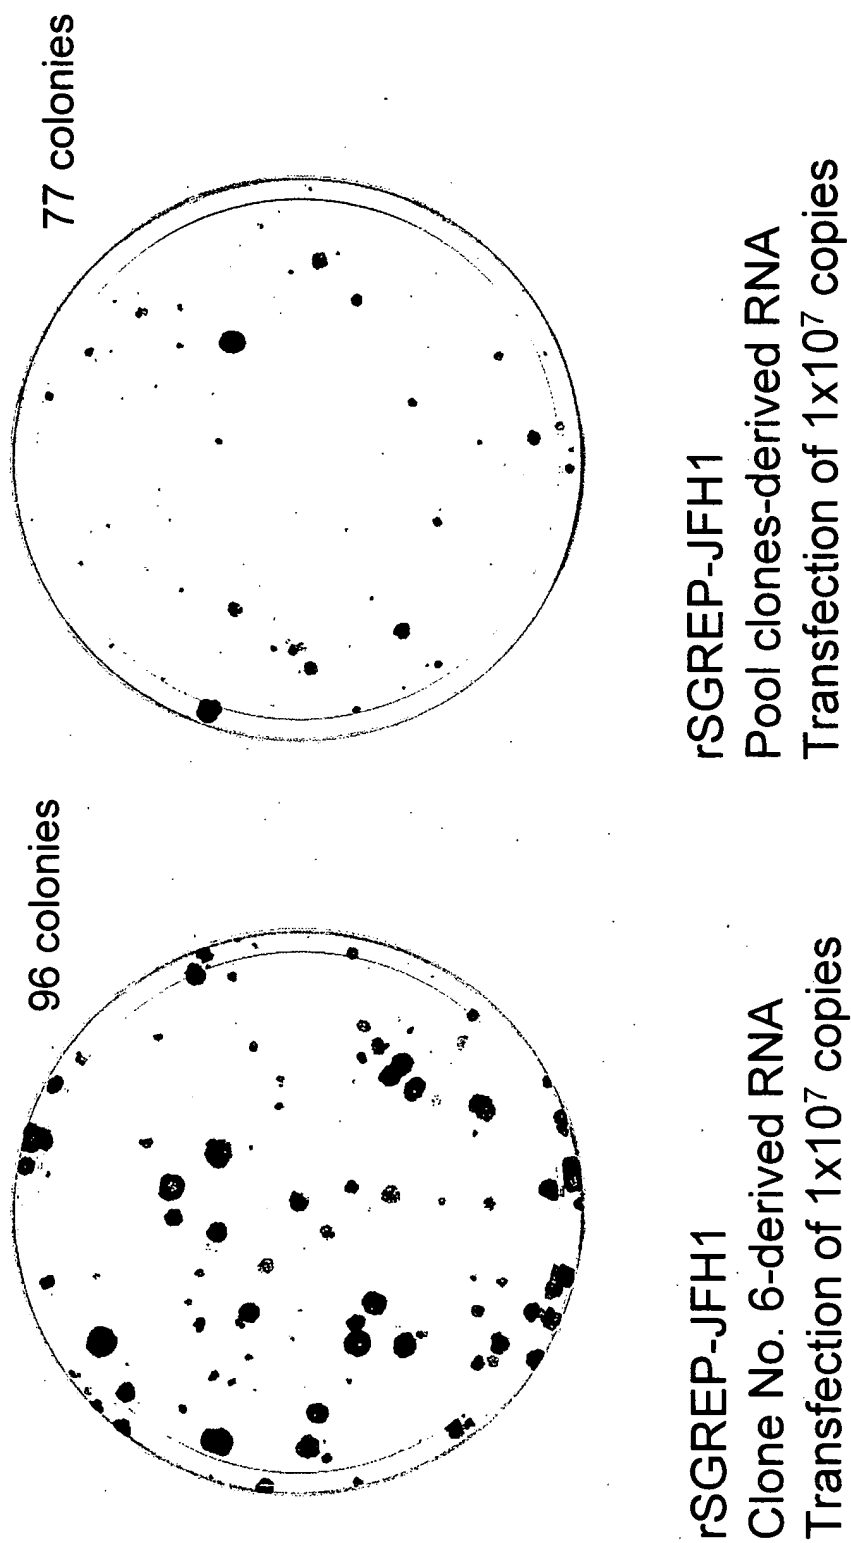 96 colonies
rSGREP-JFH1
Clone No. 6-derived RNA
Transfection of 1x10⁷ copies
77 colonies
rSGREP-JFH1
Pool clones-derived RNA
Transfection of 1x10⁷ copies